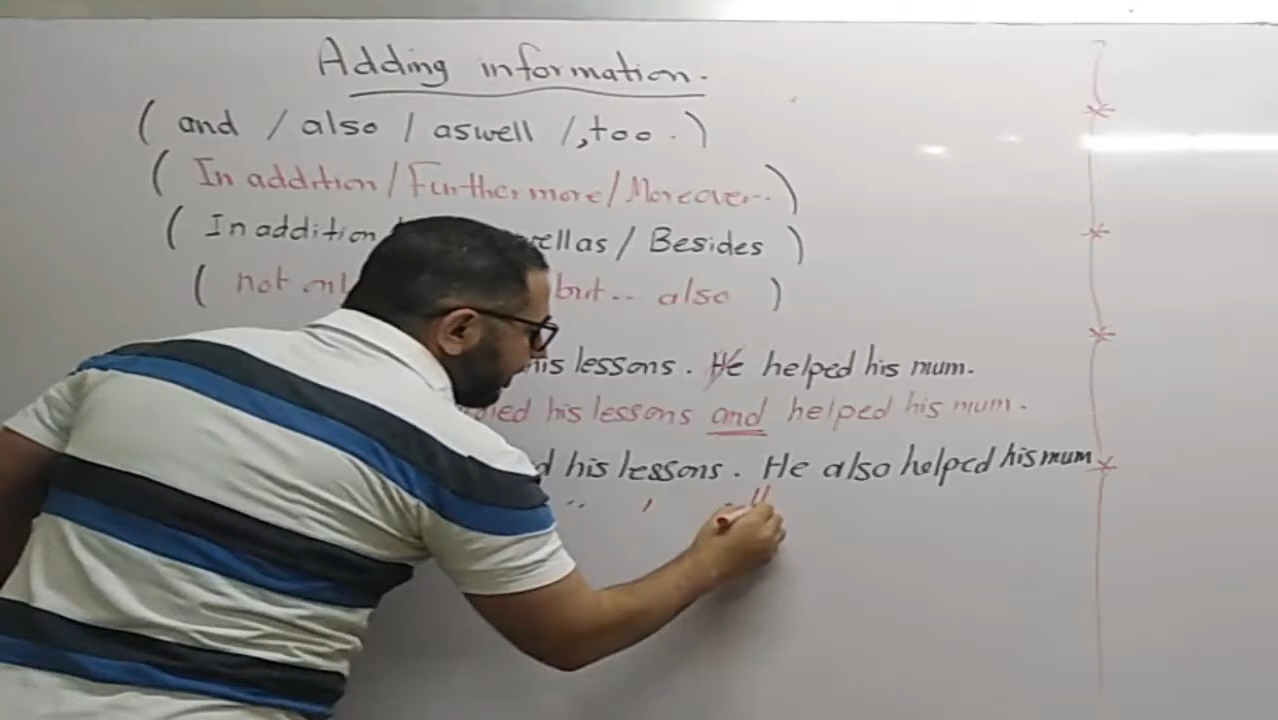 Adding information.
( and / also / aswell /,too. )
( In addition / Furthermore / Moreover.. )
( In addition ellas / Besides )
( not but.. also )
his lessons. He helped his mum.
his lessons and helped his mum.
his lessons. He also helped his mum